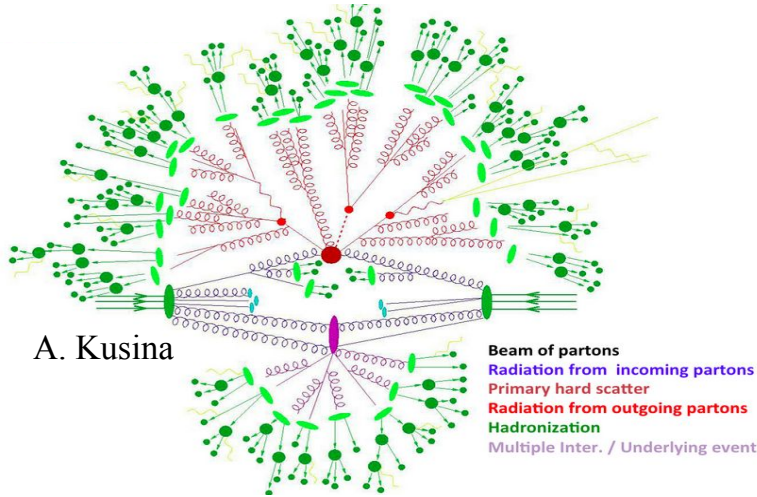 A. Kusina
Beam of partons
Radiation from incoming partons
Primary hard scatter
Radiation from outgoing partons
Hadronization
Multiple Inter. / Underlying event